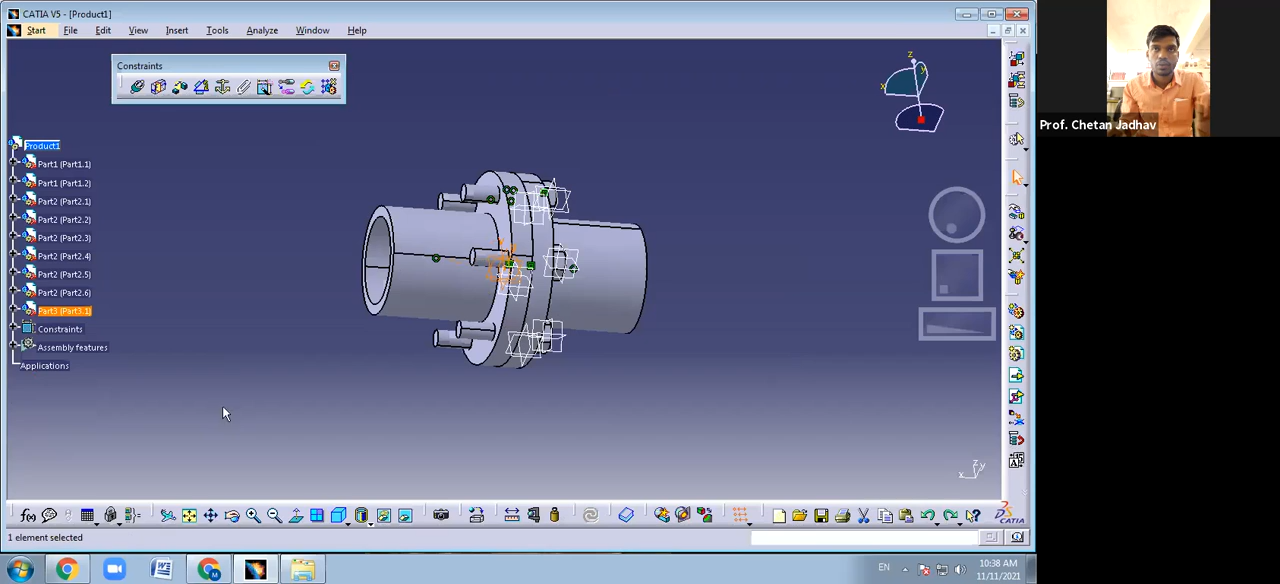 CATIA V5 - [Product1]
Start File Edit View Insert Tools Analyze Window Help
Constraints
Product1
Part1 (Part1.1)
Part1 (Part1.2)
Part2 (Part2.1)
Part2 (Part2.2)
Part2 (Part2.3)
Part2 (Part2.4)
Part2 (Part2.5)
Part2 (Part2.6)
Part3 (Part3.1)
Constraints
Assembly features
Applications
z
y
x
Prof. Chetan Jadhav
z
y
x
f(x)
CATIA
1 element selected
EN
10:38 AM
11/11/2021